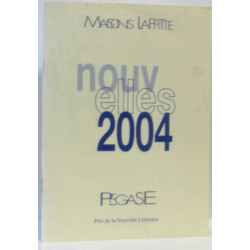 MAISONS LAFFITTE
nouv
elles
2004
PEGASE
Prix de la Nouvelle Littéraire